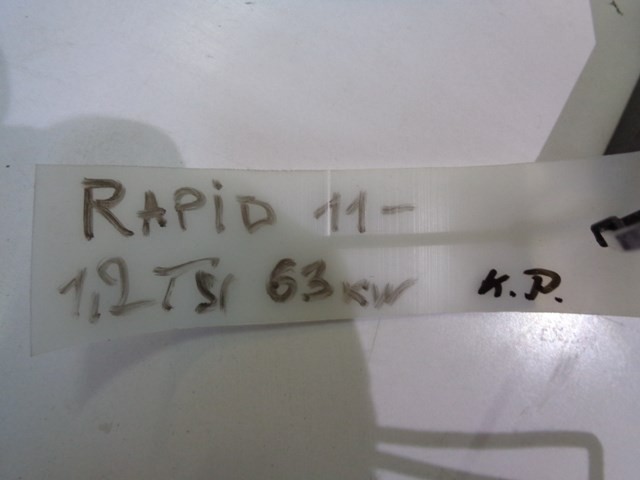 RAPiD 11-
1,2 TSI 63 KW K.P.